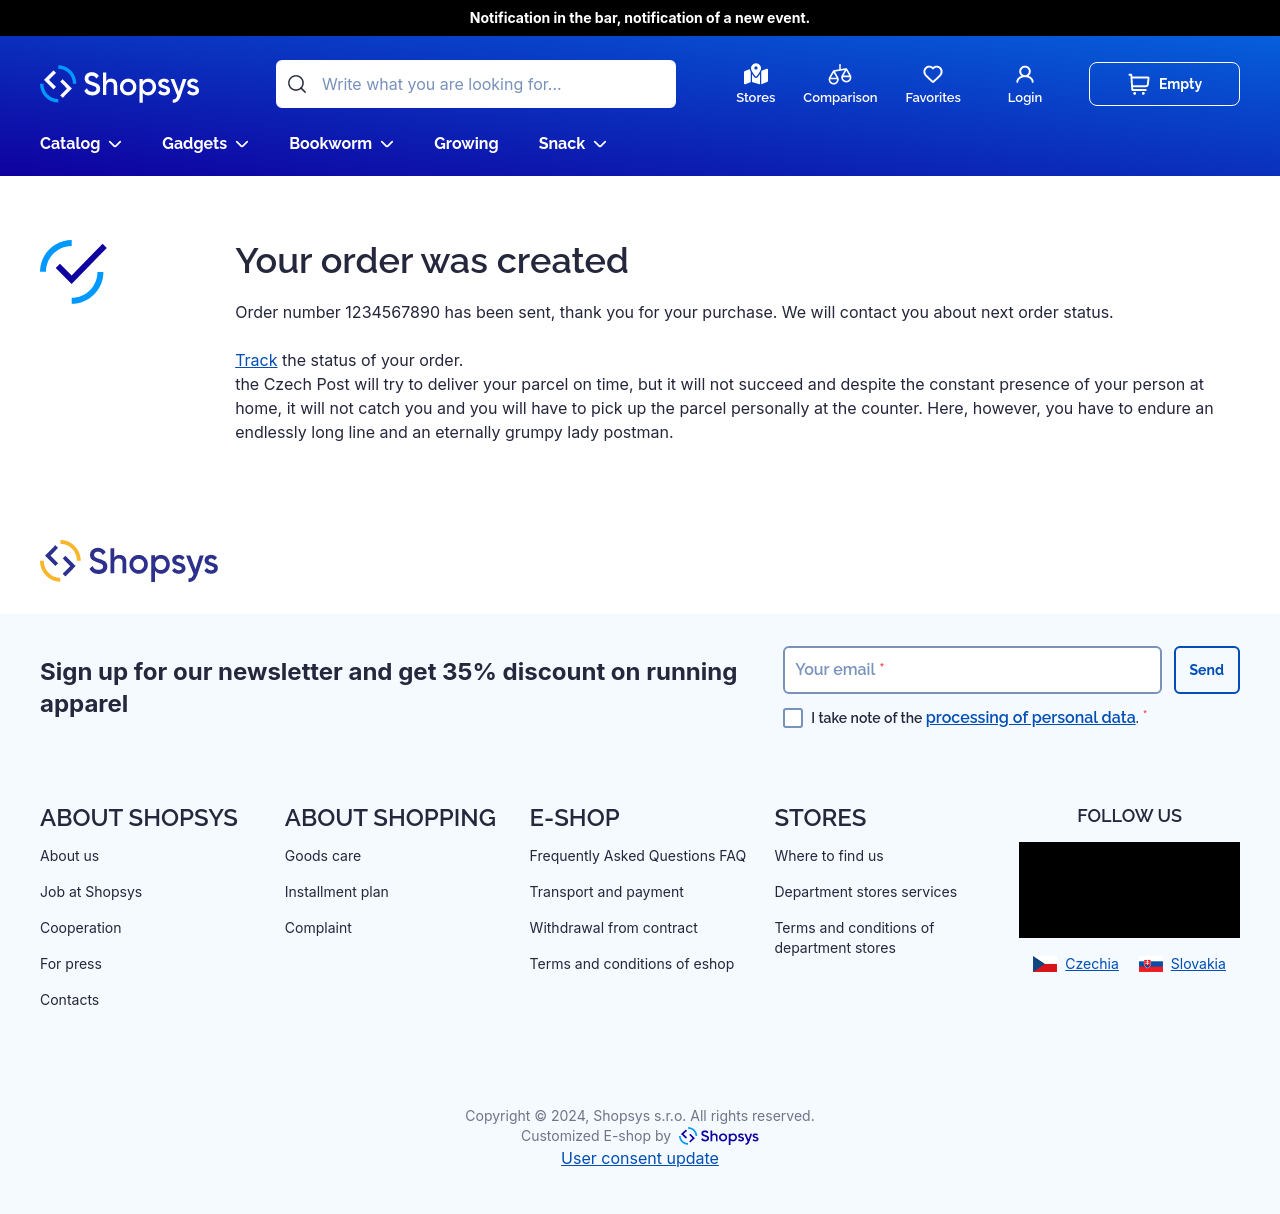 Notification in the bar, notification of a new event.
Shopsys
Write what you are looking for...
Stores
Comparison
Favorites
Login
Empty
Catalog
Gadgets
Bookworm
Growing
Snack
Your order was created
Order number 1234567890 has been sent, thank you for your purchase. We will contact you about next order status.
Track the status of your order.
the Czech Post will try to deliver your parcel on time, but it will not succeed and despite the constant presence of your person at
home, it will not catch you and you will have to pick up the parcel personally at the counter. Here, however, you have to endure an
endlessly long line and an eternally grumpy lady postman.
Shopsys
Sign up for our newsletter and get 35% discount on running
apparel
Your email *
Send
I take note of the processing of personal data. *
ABOUT SHOPSYS
About us
Job at Shopsys
Cooperation
For press
Contacts
ABOUT SHOPPING
Goods care
Installment plan
Complaint
E-SHOP
Frequently Asked Questions FAQ
Transport and payment
Withdrawal from contract
Terms and conditions of eshop
STORES
Where to find us
Department stores services
Terms and conditions of
department stores
FOLLOW US
Czechia
Slovakia
Copyright © 2024, Shopsys s.r.o. All rights reserved.
Customized E-shop by Shopsys
User consent update